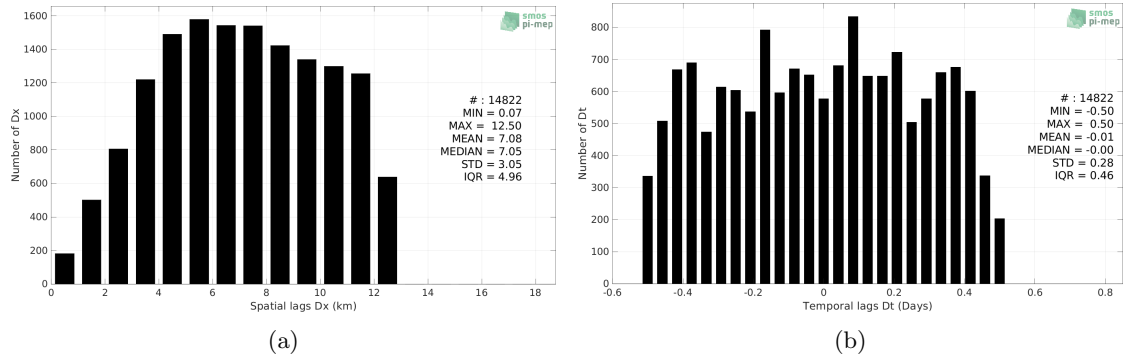 1600
1400
1200
1000
800
600
400
200
0
Number of Dx
0 2 4 6 8 10 12 14 16 18
Spatial lags Dx (km)
smos
pi-mep
# : 14822
MIN = 0.07
MAX = 12.50
MEAN = 7.08
MEDIAN = 7.05
STD = 3.05
IQR = 4.96
(a)
800
700
600
500
400
300
200
100
0
Number of Dt
-0.6 -0.4 -0.2 0 0.2 0.4 0.6 0.8
Temporal lags Dt (Days)
smos
pi-mep
# : 14822
MIN = -0.50
MAX = 0.50
MEAN = -0.01
MEDIAN = -0.00
STD = 0.28
IQR = 0.46
(b)